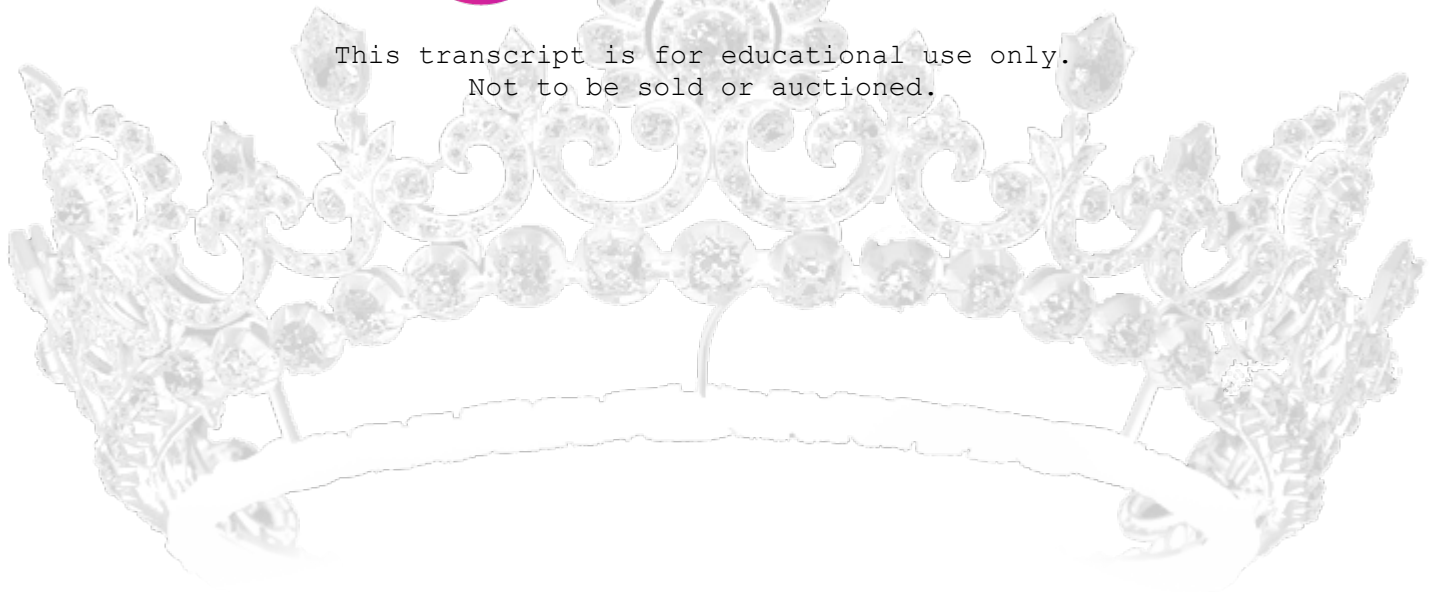 This transcript is for educational use only.
Not to be sold or auctioned.